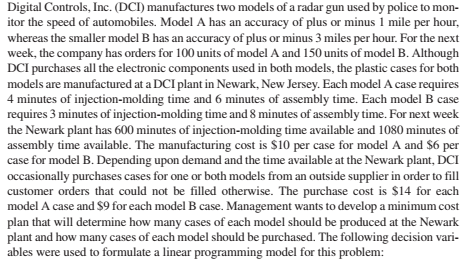 Digital Controls, Inc. (DCI) manufactures two models of a radar gun used by police to mon-
itor the speed of automobiles. Model A has an accuracy of plus or minus 1 mile per hour,
whereas the smaller model B has an accuracy of plus or minus 3 miles per hour. For the next
week, the company has orders for 100 units of model A and 150 units of model B. Although
DCI purchases all the electronic components used in both models, the plastic cases for both
models are manufactured at a DCI plant in Newark, New Jersey. Each model A case requires
4 minutes of injection-molding time and 6 minutes of assembly time. Each model B case
requires 3 minutes of injection-molding time and 8 minutes of assembly time. For next week
the Newark plant has 600 minutes of injection-molding time available and 1080 minutes of
assembly time available. The manufacturing cost is $10 per case for model A and $6 per
case for model B. Depending upon demand and the time available at the Newark plant, DCI
occasionally purchases cases for one or both models from an outside supplier in order to fill
customer orders that could not be filled otherwise. The purchase cost is $14 for each
model A case and $9 for each model B case. Management wants to develop a minimum cost
plan that will determine how many cases of each model should be produced at the Newark
plant and how many cases of each model should be purchased. The following decision vari-
ables were used to formulate a linear programming model for this problem: